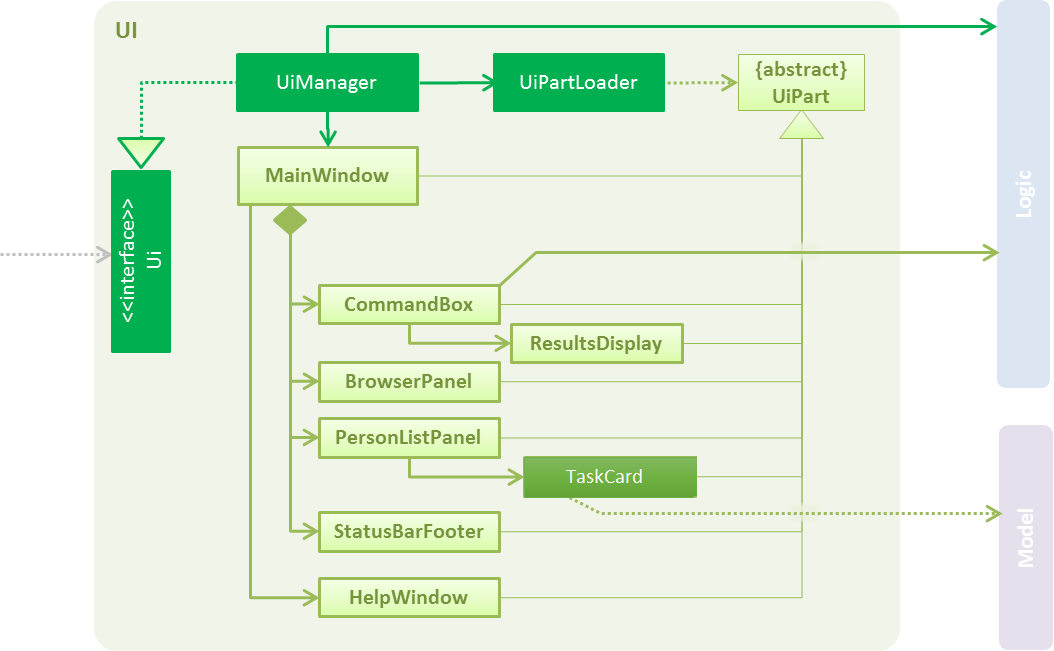 UI
UiManager
UiPartLoader
{abstract}
UiPart
MainWindow
<<interface>>
Ui
CommandBox
ResultsDisplay
BrowserPanel
PersonListPanel
TaskCard
StatusBarFooter
HelpWindow
Logic
Model